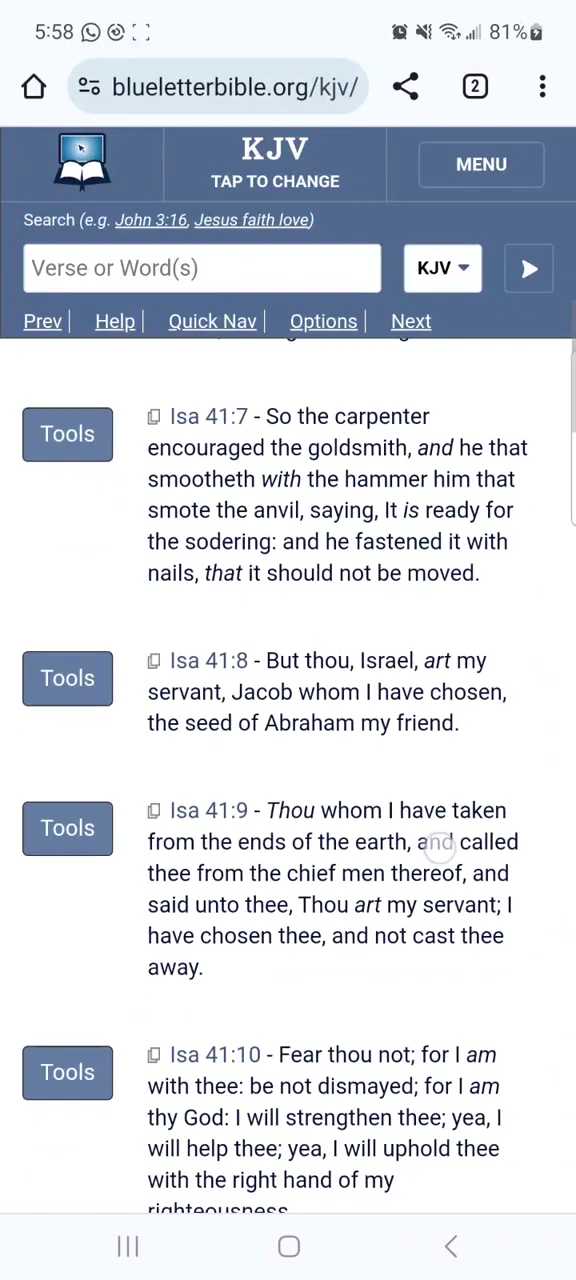 5:58 81%
blueletterbible.org/kjv/ 2
KJV
TAP TO CHANGE
MENU
Search (e.g. John 3:16, Jesus faith love)
Verse or Word(s) KJV
Prev | Help | Quick Nav | Options | Next
Tools
Isa 41:7 - So the carpenter
encouraged the goldsmith, and he that
smootheth with the hammer him that
smote the anvil, saying, It is ready for
the sodering: and he fastened it with
nails, that it should not be moved.
Tools
Isa 41:8 - But thou, Israel, art my
servant, Jacob whom I have chosen,
the seed of Abraham my friend.
Tools
Isa 41:9 - Thou whom I have taken
from the ends of the earth, and called
thee from the chief men thereof, and
said unto thee, Thou art my servant; I
have chosen thee, and not cast thee
away.
Tools
Isa 41:10 - Fear thou not; for I am
with thee: be not dismayed; for I am
thy God: I will strengthen thee; yea, I
will help thee; yea, I will uphold thee
with the right hand of my
righteousness